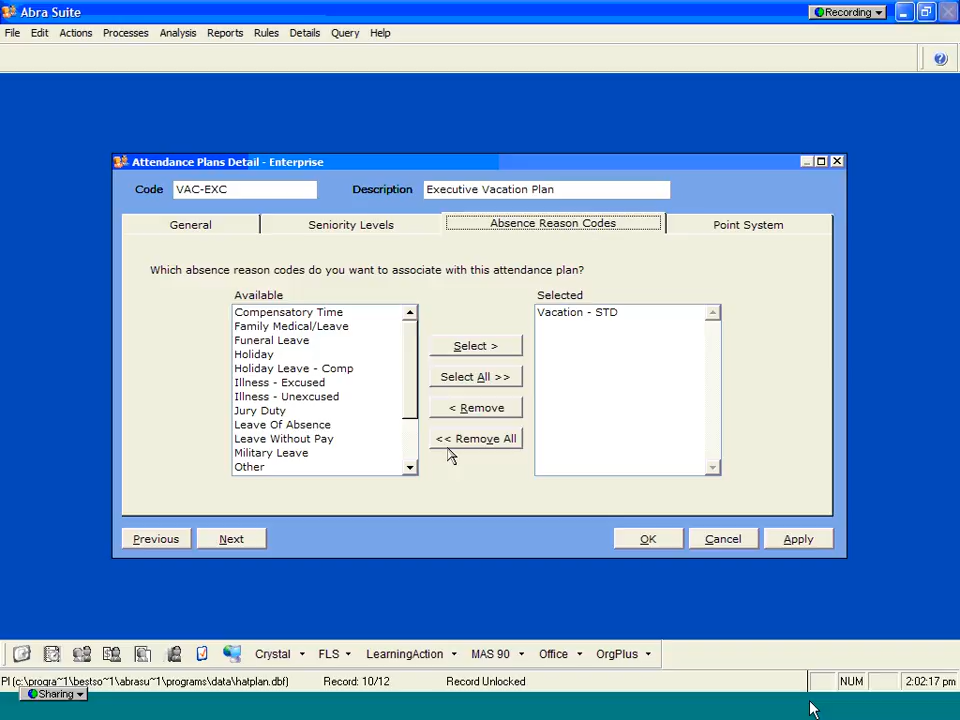 Abra Suite
Recording
File Edit Actions Processes Analysis Reports Rules Details Query Help
Attendance Plans Detail - Enterprise
Code VAC-EXC Description Executive Vacation Plan
General Seniority Levels Absence Reason Codes Point System
Which absence reason codes do you want to associate with this attendance plan?
Available
Compensatory Time
Family Medical/Leave
Funeral Leave
Holiday
Holiday Leave - Comp
Illness - Excused
Illness - Unexcused
Jury Duty
Leave Of Absence
Leave Without Pay
Military Leave
Other
Select >
Select All >>
< Remove
<< Remove All
Selected
Vacation - STD
Previous Next OK Cancel Apply
Crystal FLS LearningAction MAS 90 Office OrgPlus
Pl (c:\progra~1\bestso~1\abrasu~1\programs\data\hatplan.dbf) Record: 10/12 Record Unlocked NUM 2:02:17 pm
Sharing